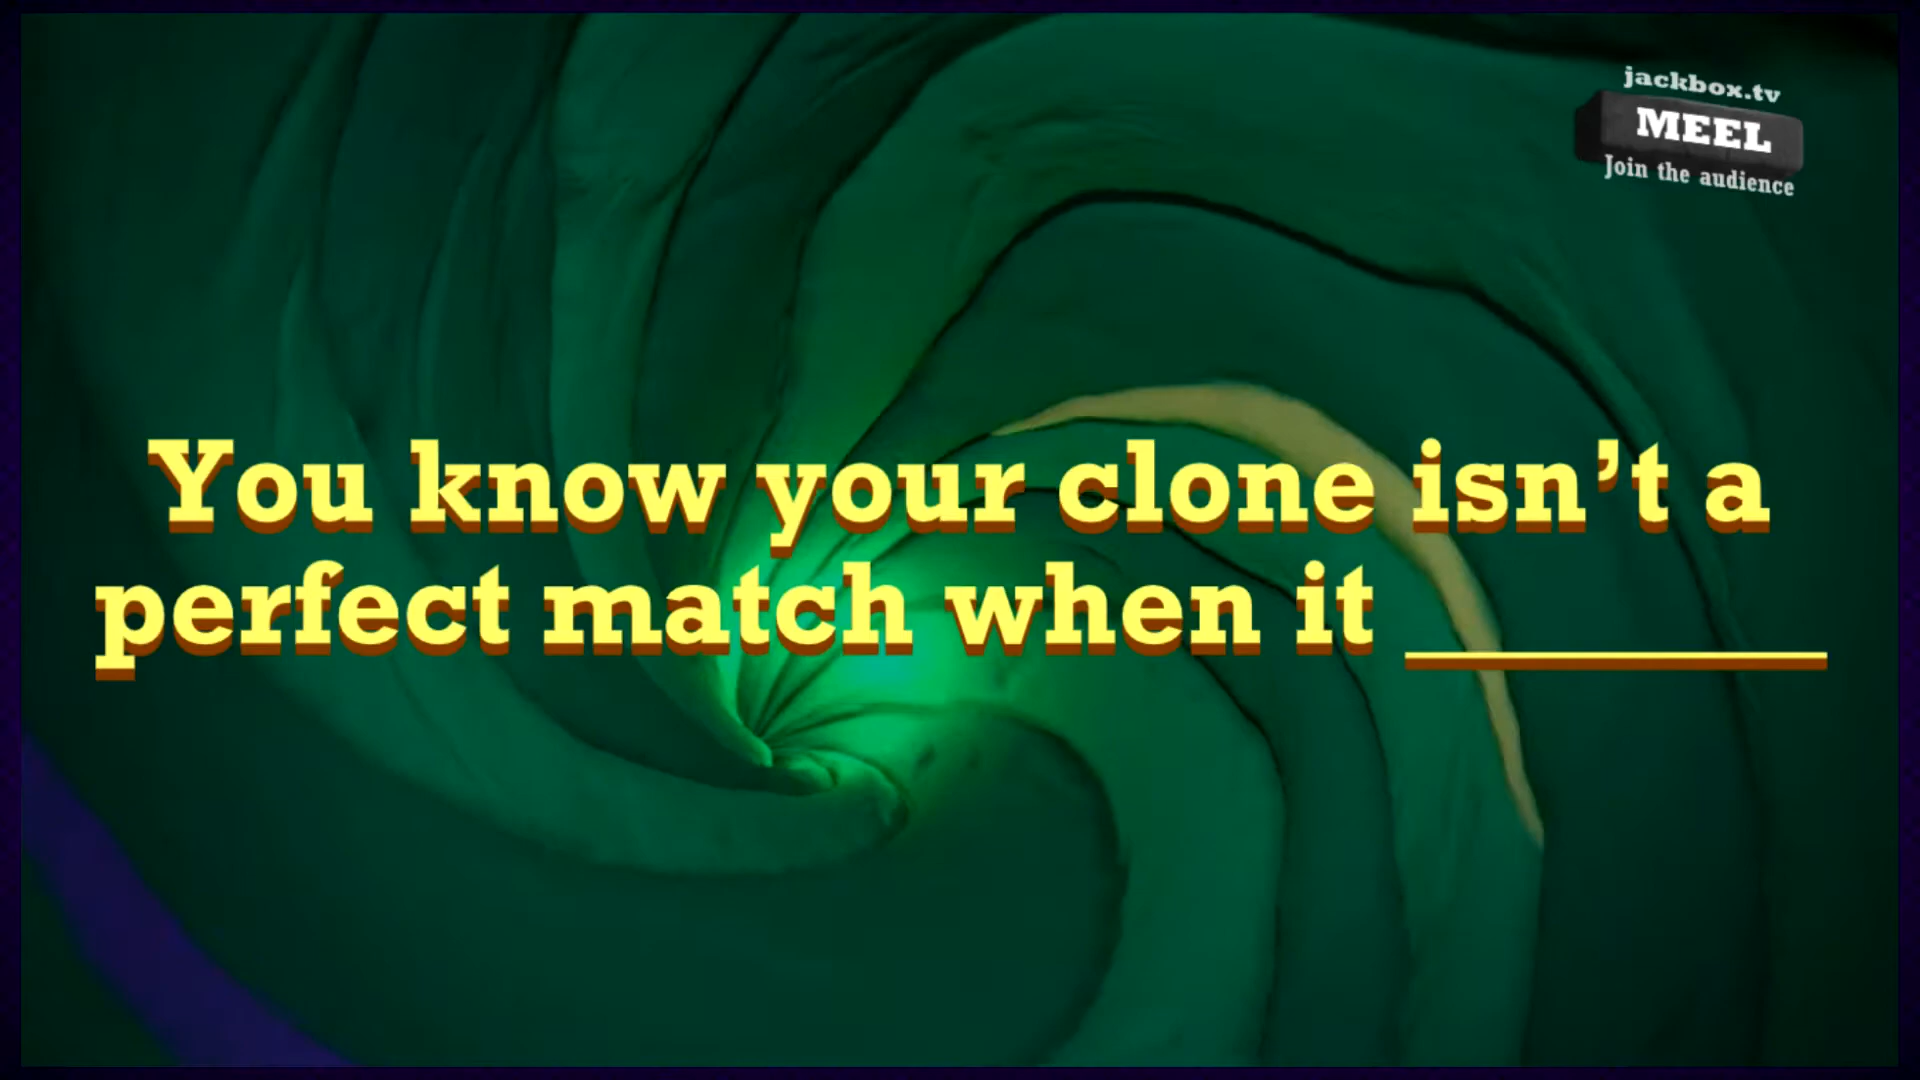 jackbox.tv
MEEL
Join the audience
You know your clone isn’t a
perfect match when it ________